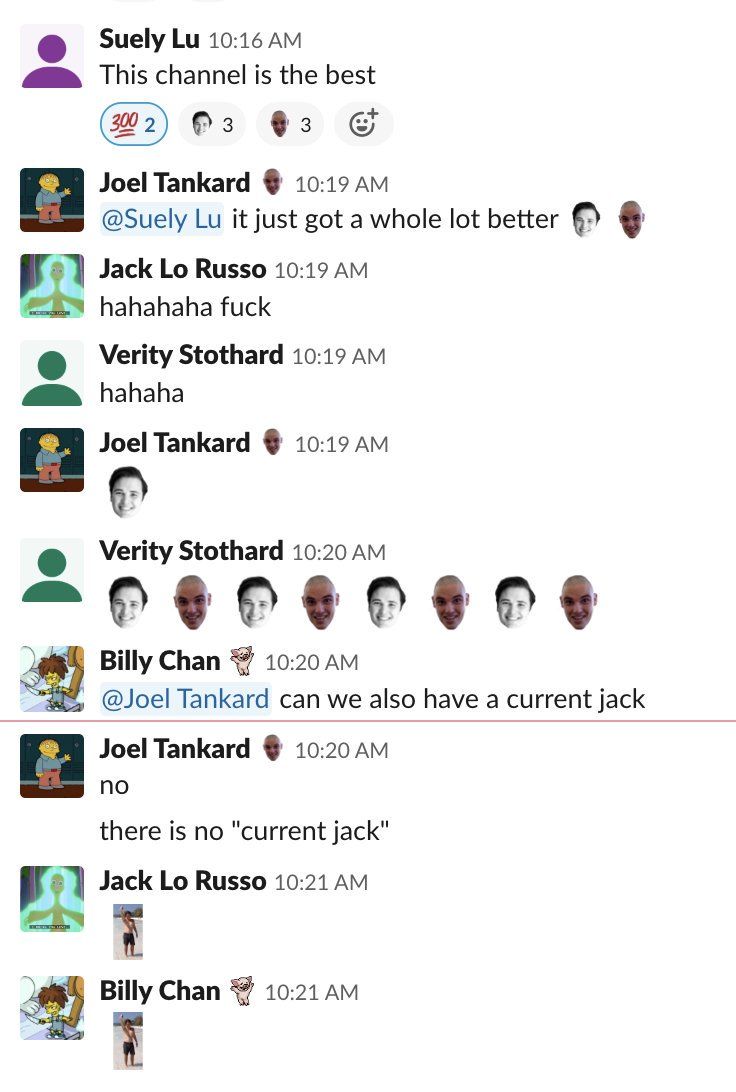 Suely Lu 10:16 AM
This channel is the best
2 3 3
Joel Tankard 10:19 AM
@Suely Lu it just got a whole lot better
Jack Lo Russo 10:19 AM
hahahaha fuck
Verity Stothard 10:19 AM
hahaha
Joel Tankard 10:19 AM
Verity Stothard 10:20 AM
Billy Chan 10:20 AM
@Joel Tankard can we also have a current jack
Joel Tankard 10:20 AM
no
there is no "current jack"
Jack Lo Russo 10:21 AM
Billy Chan 10:21 AM